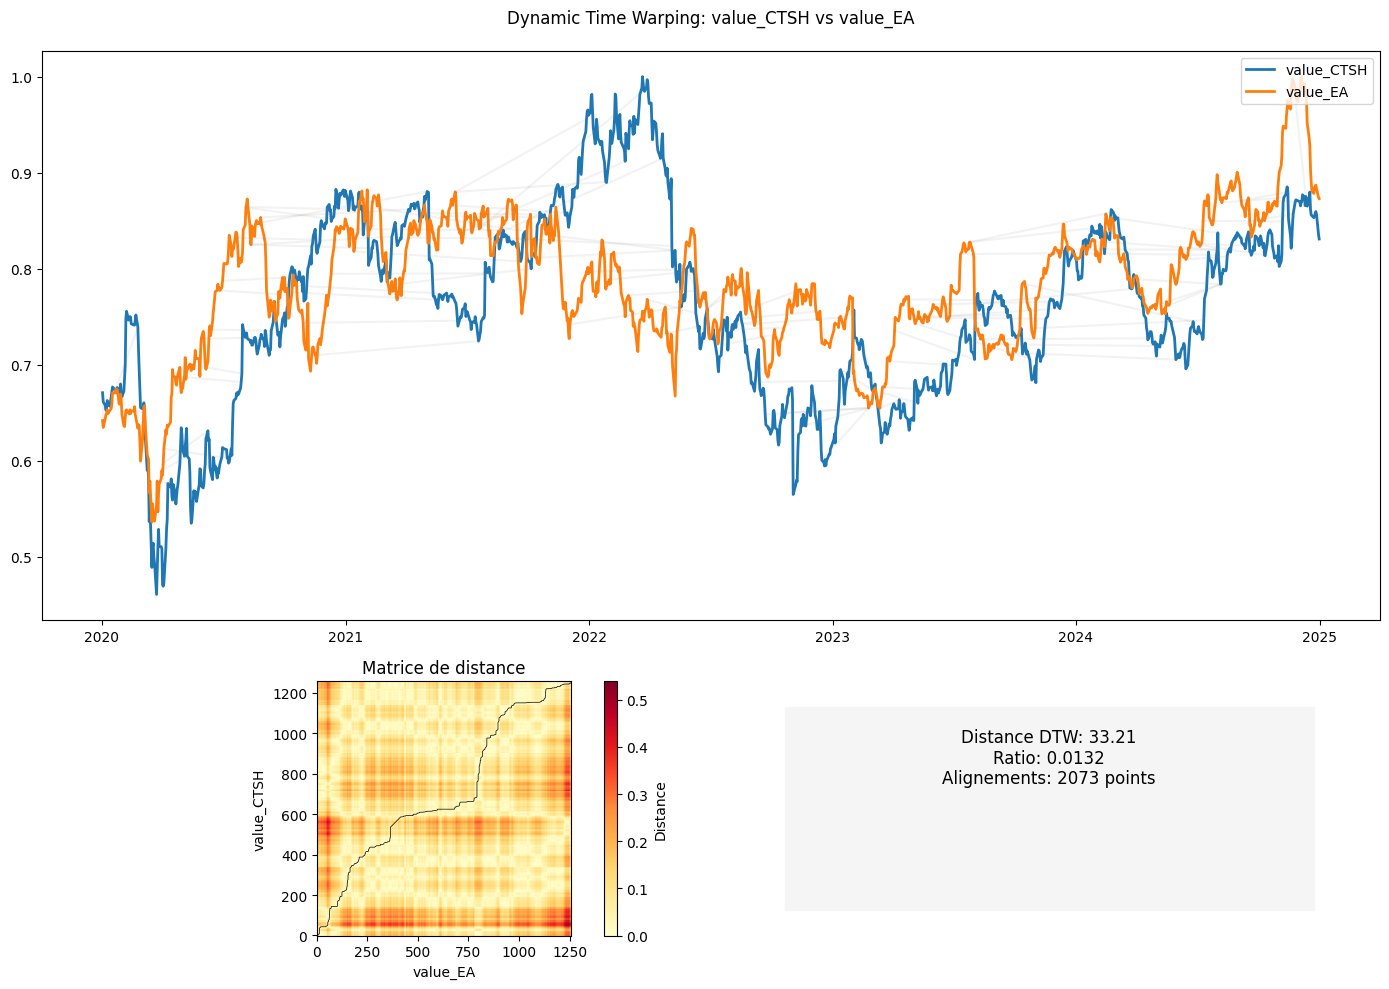 Dynamic Time Warping: value_CTSH vs value_EA
1.0
0.9
0.8
0.7
0.6
0.5
value_CTSH
value_EA
2020 2021 2022 2023 2024 2025
Matrice de distance
1200
1000
800
600
400
200
0
value_CTSH
0 250 500 750 1000 1250
value_EA
0.5
0.4
0.3
0.2
0.1
0.0
Distance
Distance DTW: 33.21
Ratio: 0.0132
Alignements: 2073 points